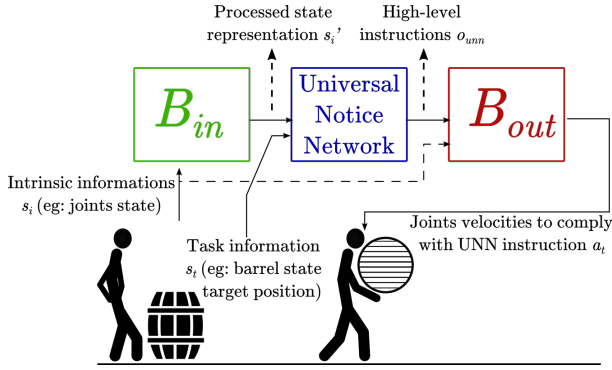 Processed state
representation s_i'
High-level
instructions o_unn
B_in
Universal
Notice
Network
B_out
Intrinsic informations
s_i (eg: joints state)
Task information
s_t (eg: barrel state
target position)
Joints velocities to comply
with UNN instruction a_t